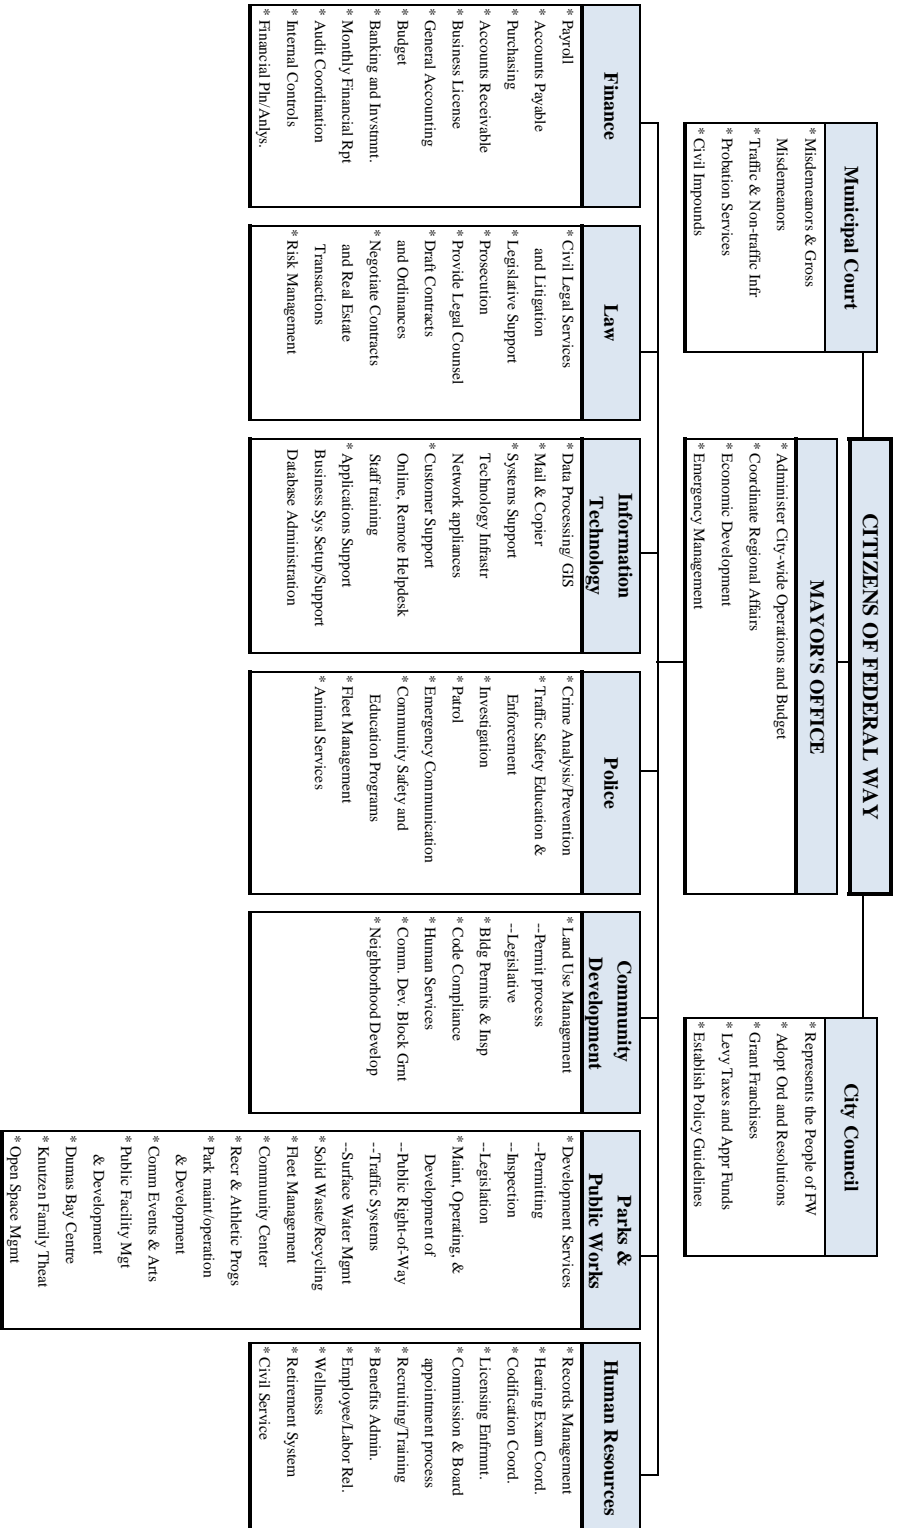 CITIZENS OF FEDERAL WAY
Municipal Court
* Misdemeanors & Gross
Misdemeanors
* Traffic & Non-traffic Infr
* Probation Services
* Civil Impounds
MAYOR'S OFFICE
* Administer City-wide Operations and Budget
* Coordinate Regional Affairs
* Economic Development
* Emergency Management
City Council
* Represents the People of FW
* Adopt Ord and Resolutions
* Grant Franchises
* Levy Taxes and Appr Funds
* Establish Policy Guidelines
Finance
* Payroll
* Accounts Payable
* Purchasing
* Accounts Receivable
* Business License
* General Accounting
* Budget
* Banking and Invstmnt.
* Monthly Financial Rpt
* Audit Coordination
* Internal Controls
* Financial Pln/Anlys.
Law
* Civil Legal Services
and Litigation
* Legislative Support
* Prosecution
* Provide Legal Counsel
* Draft Contracts
and Ordinances
* Negotiate Contracts
and Real Estate
Transactions
* Risk Management
Information
Technology
* Data Processing/ GIS
* Mail & Copier
* Systems Support
Technology Infrastr
Network appliances
* Customer Support
Online, Remote Helpdesk
Staff training
* Applications Support
Business Sys Setup/Support
Database Administration
Police
* Crime Analysis/Prevention
* Traffic Safety Education &
Enforcement
* Investigation
* Patrol
* Emergency Communication
* Community Safety and
Education Programs
* Fleet Management
* Animal Services
Community
Development
* Land Use Management
--Permit process
--Legislative
* Bldg Permits & Insp
* Code Compliance
* Human Services
* Comm. Dev. Block Grnt
* Neighborhood Develop
Parks &
Public Works
* Development Services
--Permitting
--Inspection
--Legislation
* Maint, Operating, &
Development of
--Public Right-of-Way
--Traffic Systems
--Surface Water Mgmt
* Solid Waste/Recycling
* Fleet Management
* Community Center
* Recr & Athletic Progs
* Park maint/operation
& Development
* Comm Events & Arts
* Public Facility Mgt
& Development
* Dumas Bay Centre
* Knutzen Family Theat
* Open Space Mgmt
Human Resources
* Records Management
* Hearing Exam Coord.
* Codification Coord.
* Licensing Enfrmnt.
* Commission & Board
appointment process
* Recruiting/Training
* Benefits Admin.
* Employee/Labor Rel.
* Wellness
* Retirement System
* Civil Service